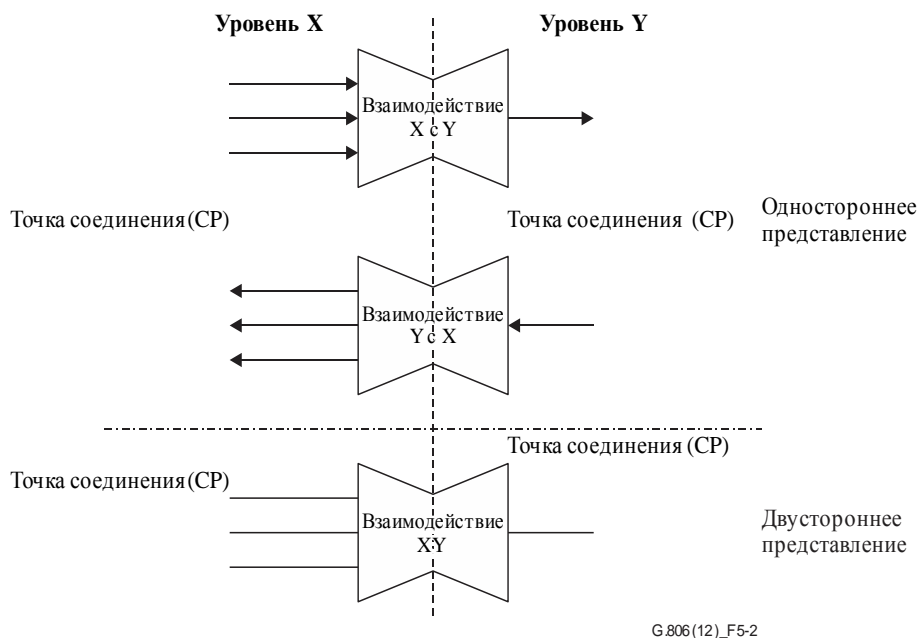 Уровень X
Уровень Y
Взаимодействие
X с Y
Точка соединения (CP)
Точка соединения (CP)
Одностороннее
представление
Взаимодействие
Y с X
Точка соединения (CP)
Точка соединения (CP)
Взаимодействие
X-Y
Двустороннее
представление
G.806(12)_F5-2